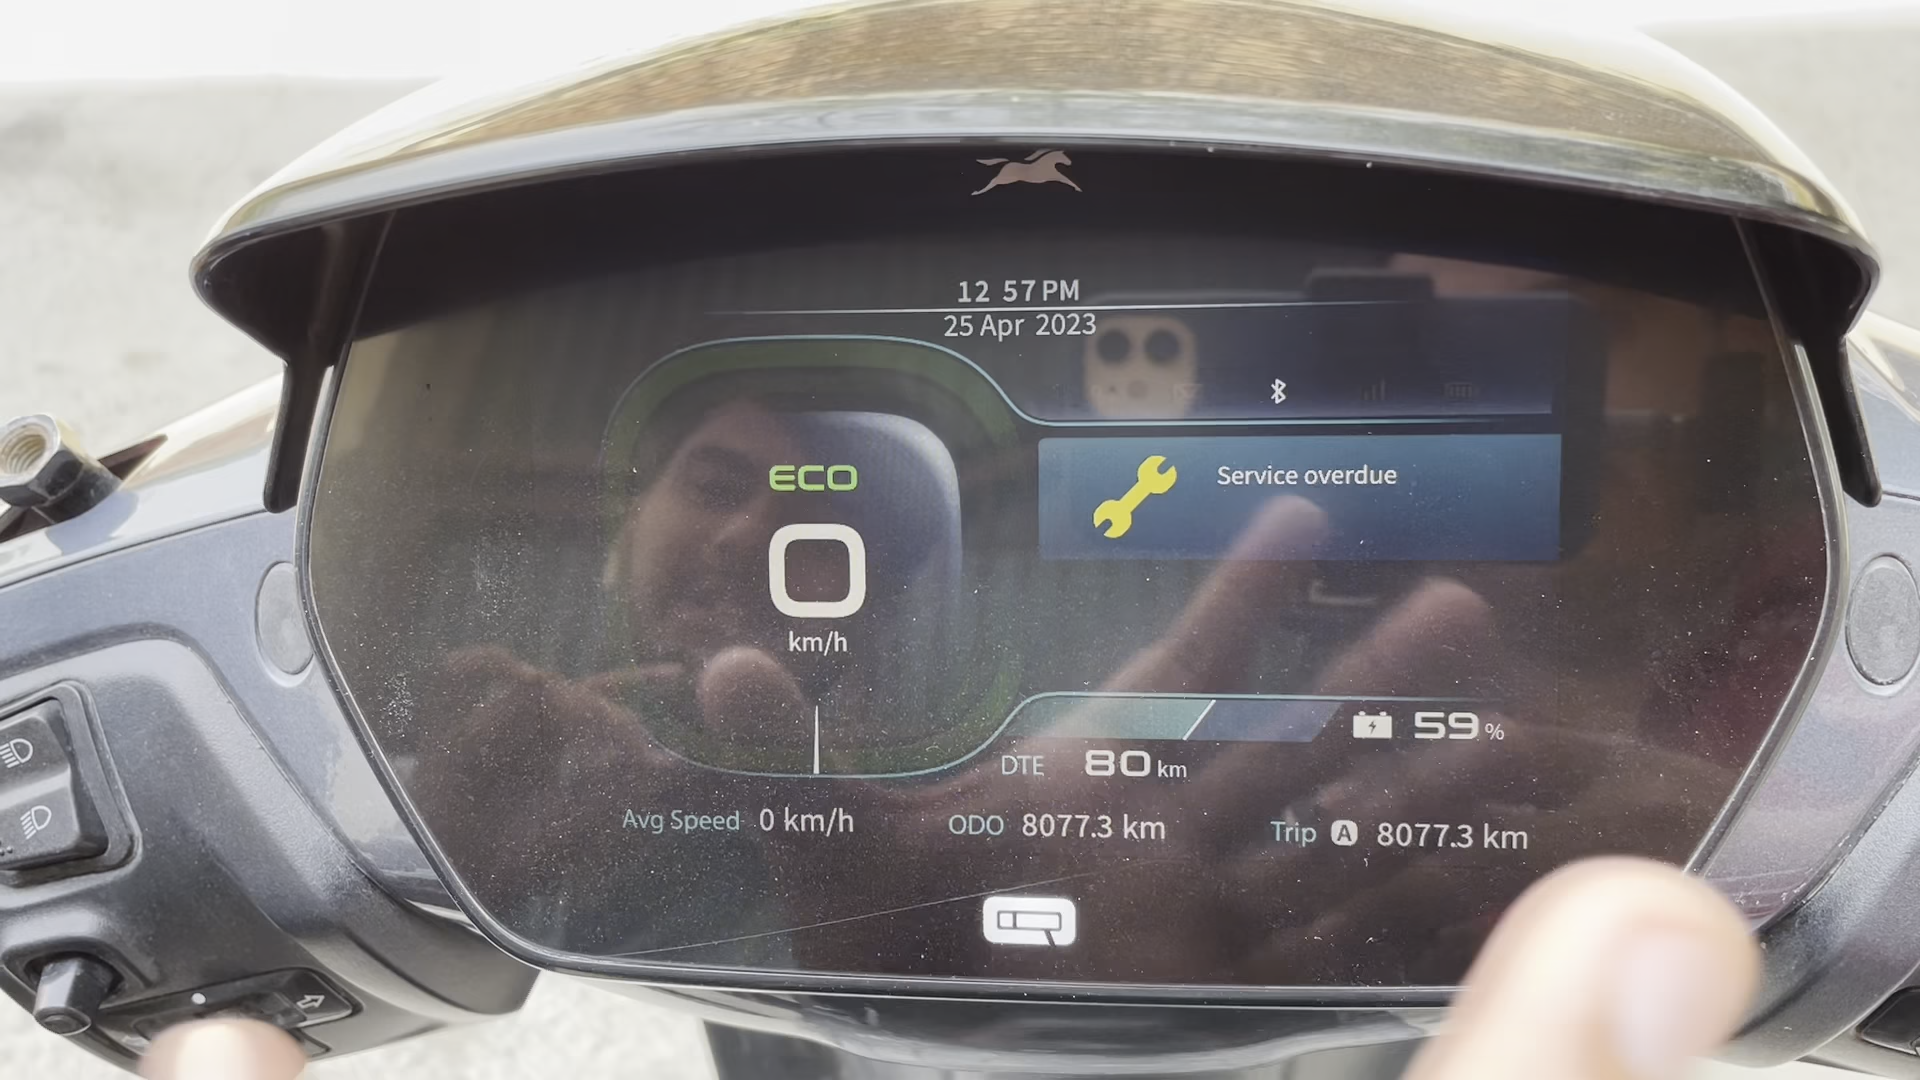 12 57 PM
25 Apr 2023
ECO
0
km/h
Service overdue
59 %
DTE 80 km
Avg Speed 0 km/h
ODO 8077.3 km
Trip A 8077.3 km